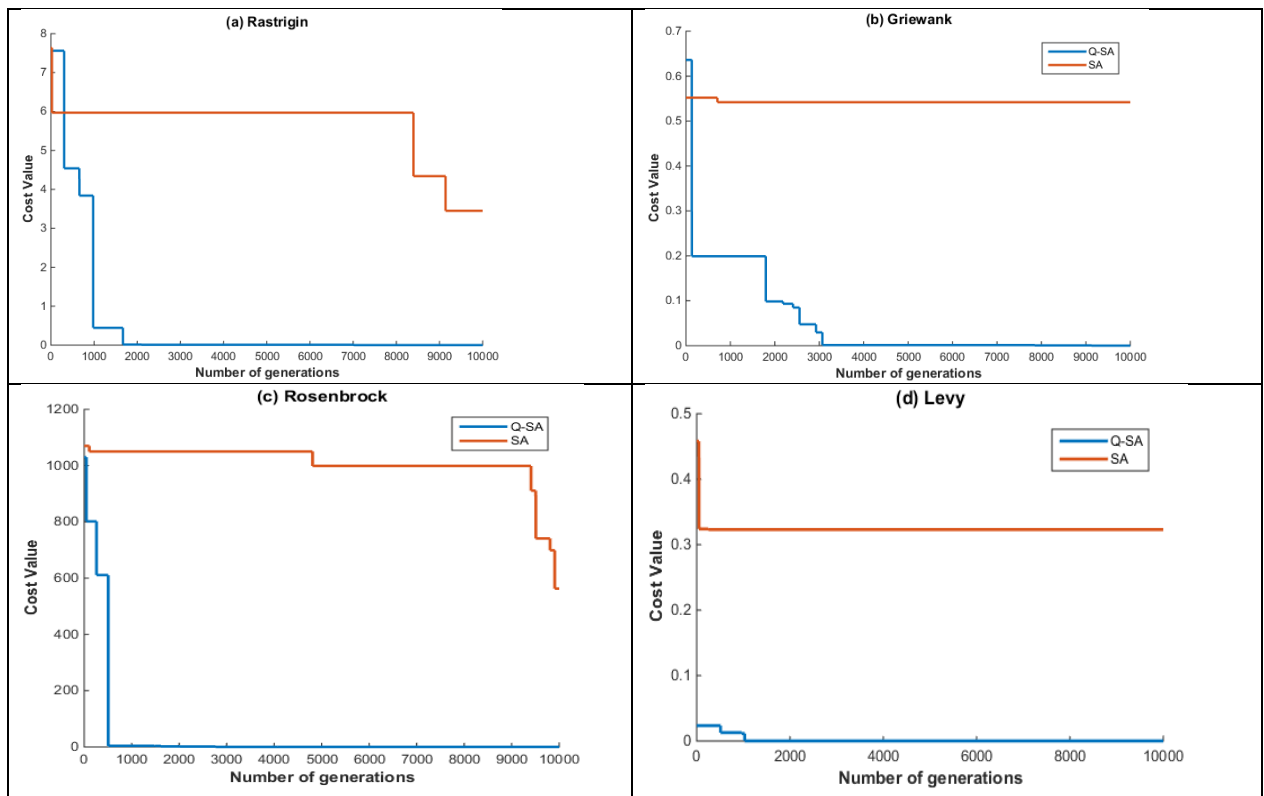 (a) Rastrigin
8
7
6
5
4
3
2
1
0
Cost Value
0 1000 2000 3000 4000 5000 6000 7000 8000 9000 10000
Number of generations
(b) Griewank
0.7
0.6
0.5
0.4
0.3
0.2
0.1
0
Cost Value
Q-SA
SA
0 1000 2000 3000 4000 5000 6000 7000 8000 9000 10000
Number of generations
(c) Rosenbrock
1200
1000
800
600
400
200
0
Cost Value
Q-SA
SA
0 1000 2000 3000 4000 5000 6000 7000 8000 9000 10000
Number of generations
(d) Levy
0.5
0.4
0.3
0.2
0.1
0
Cost Value
Q-SA
SA
0 2000 4000 6000 8000 10000
Number of generations